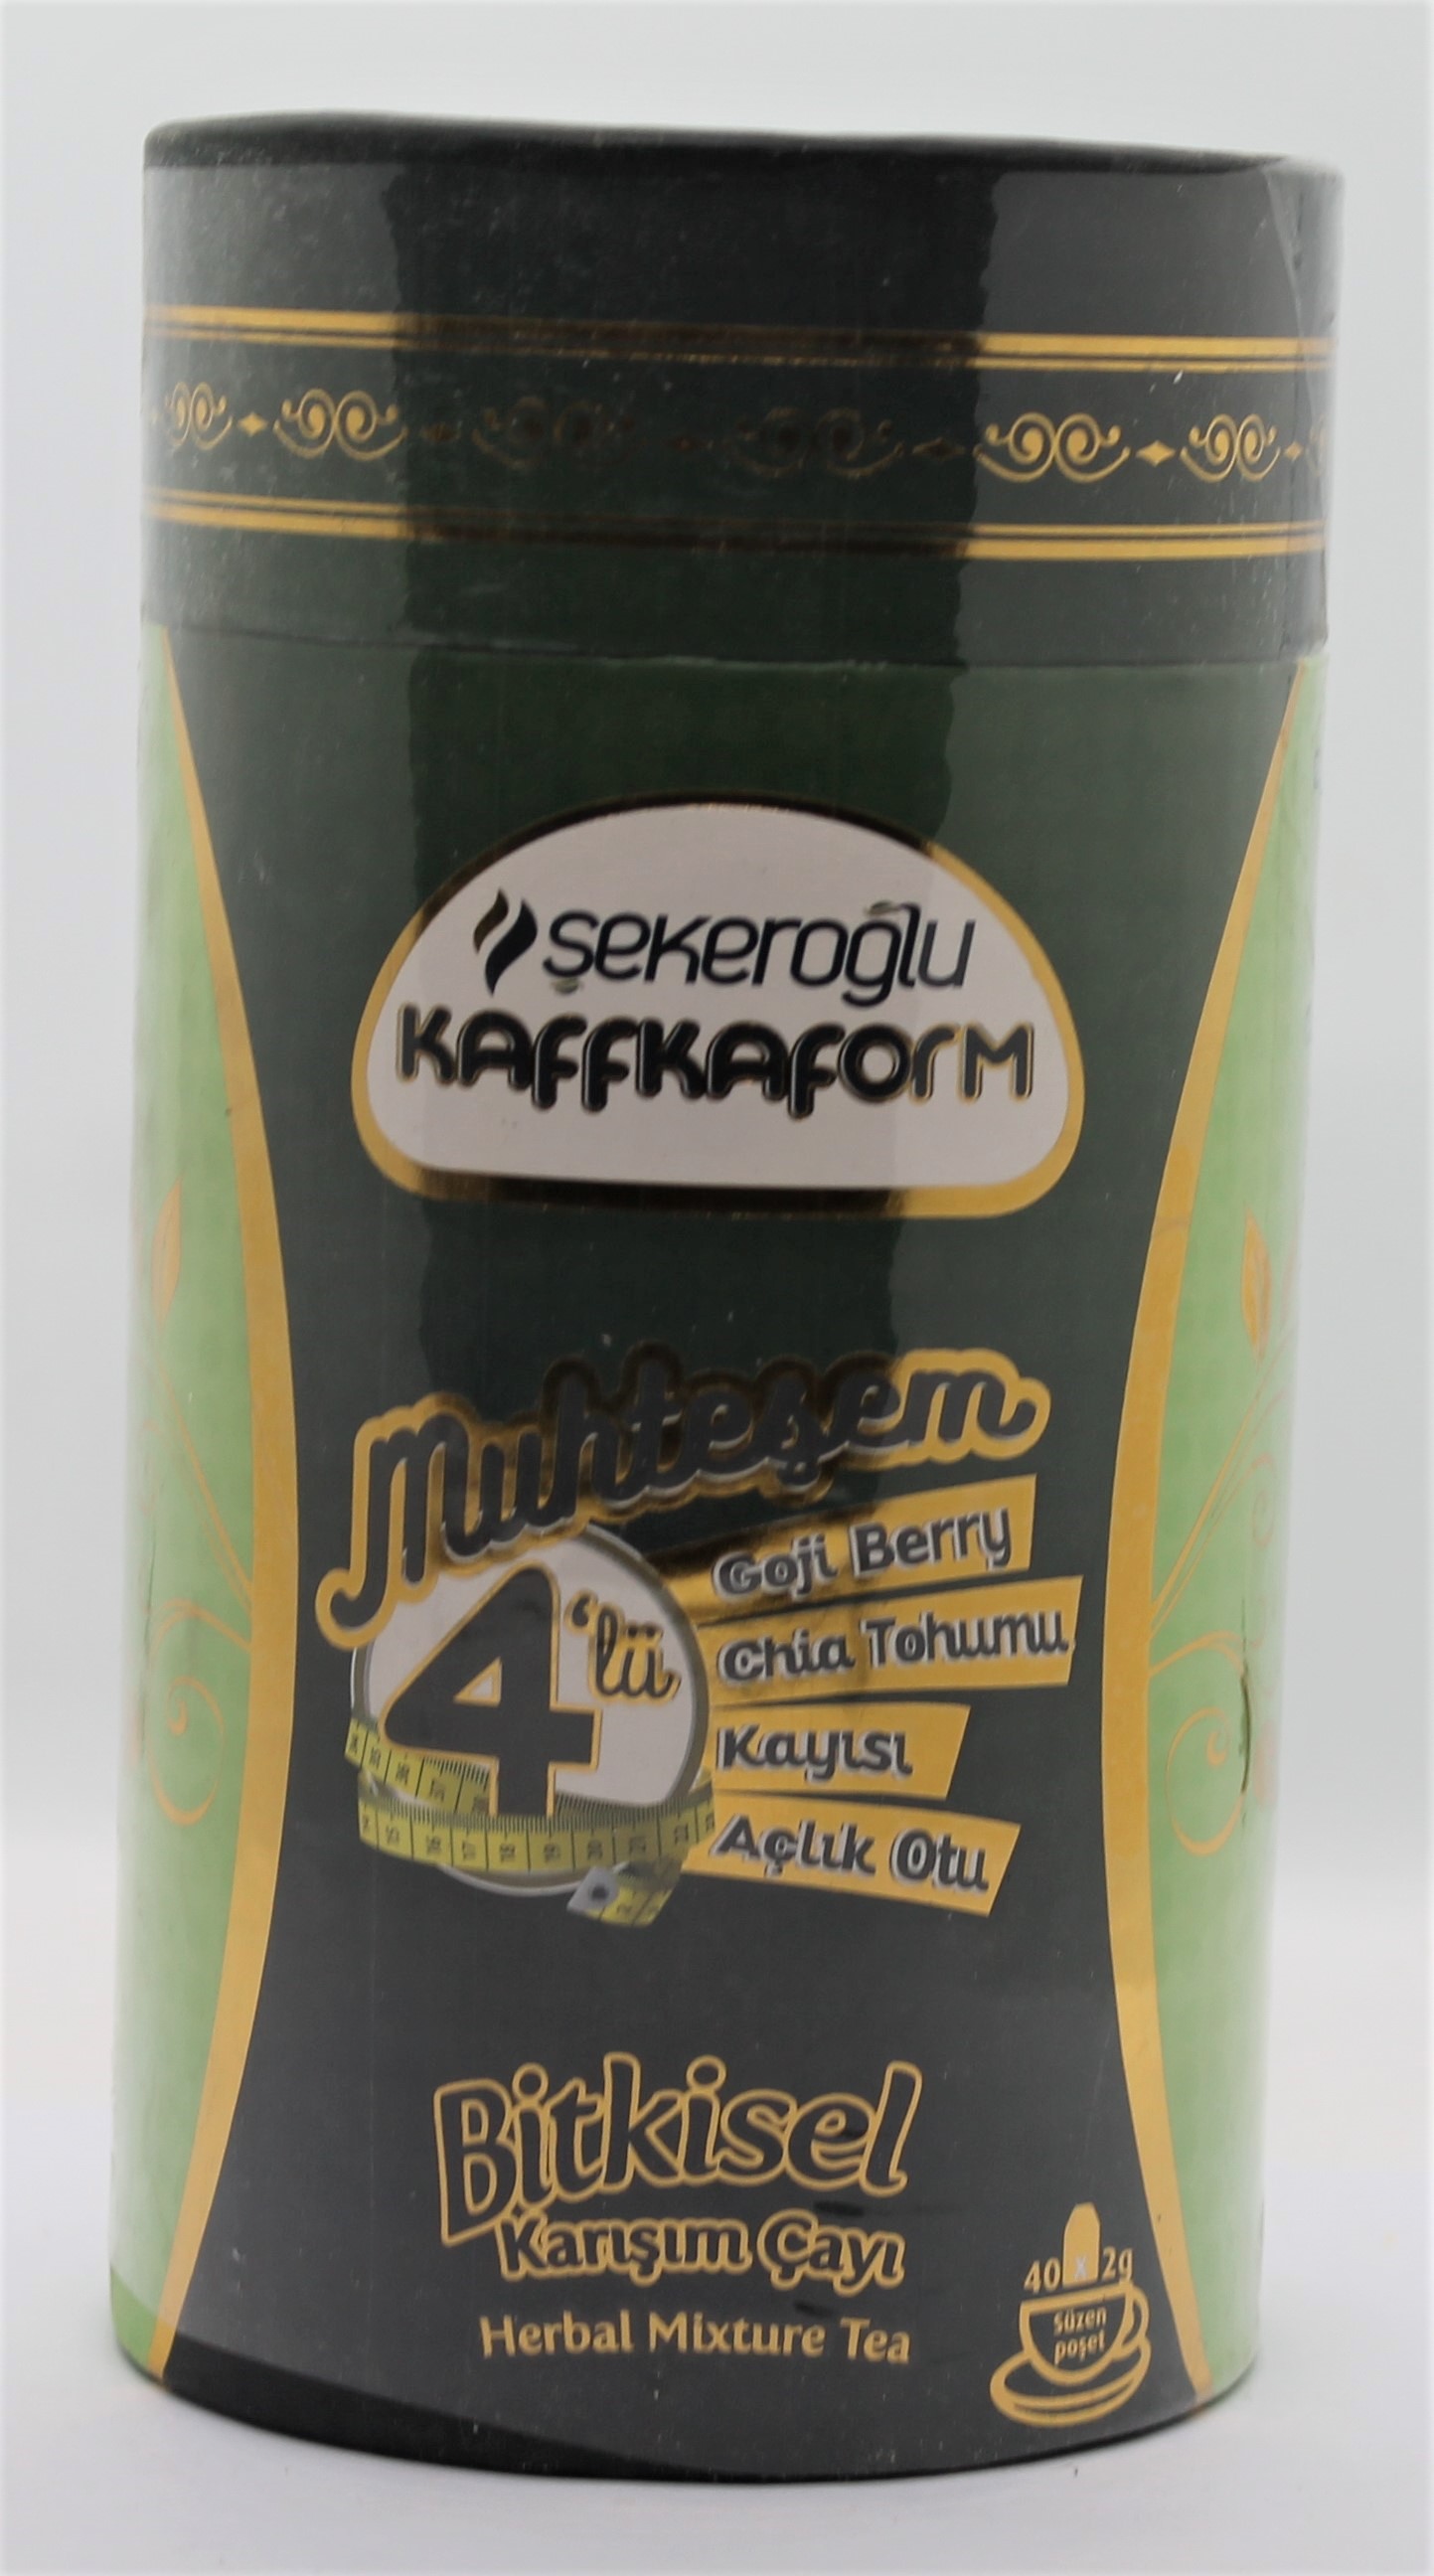 şekeroğlu
KAFFKAFORM
Muhteşem
4'lü
Goji Berry
Chia Tohumu
Kayısı
Açlık Otu
Bitkisel
Karışım Çayı
Herbal Mixture Tea
40 x 2g
süzen
poşet